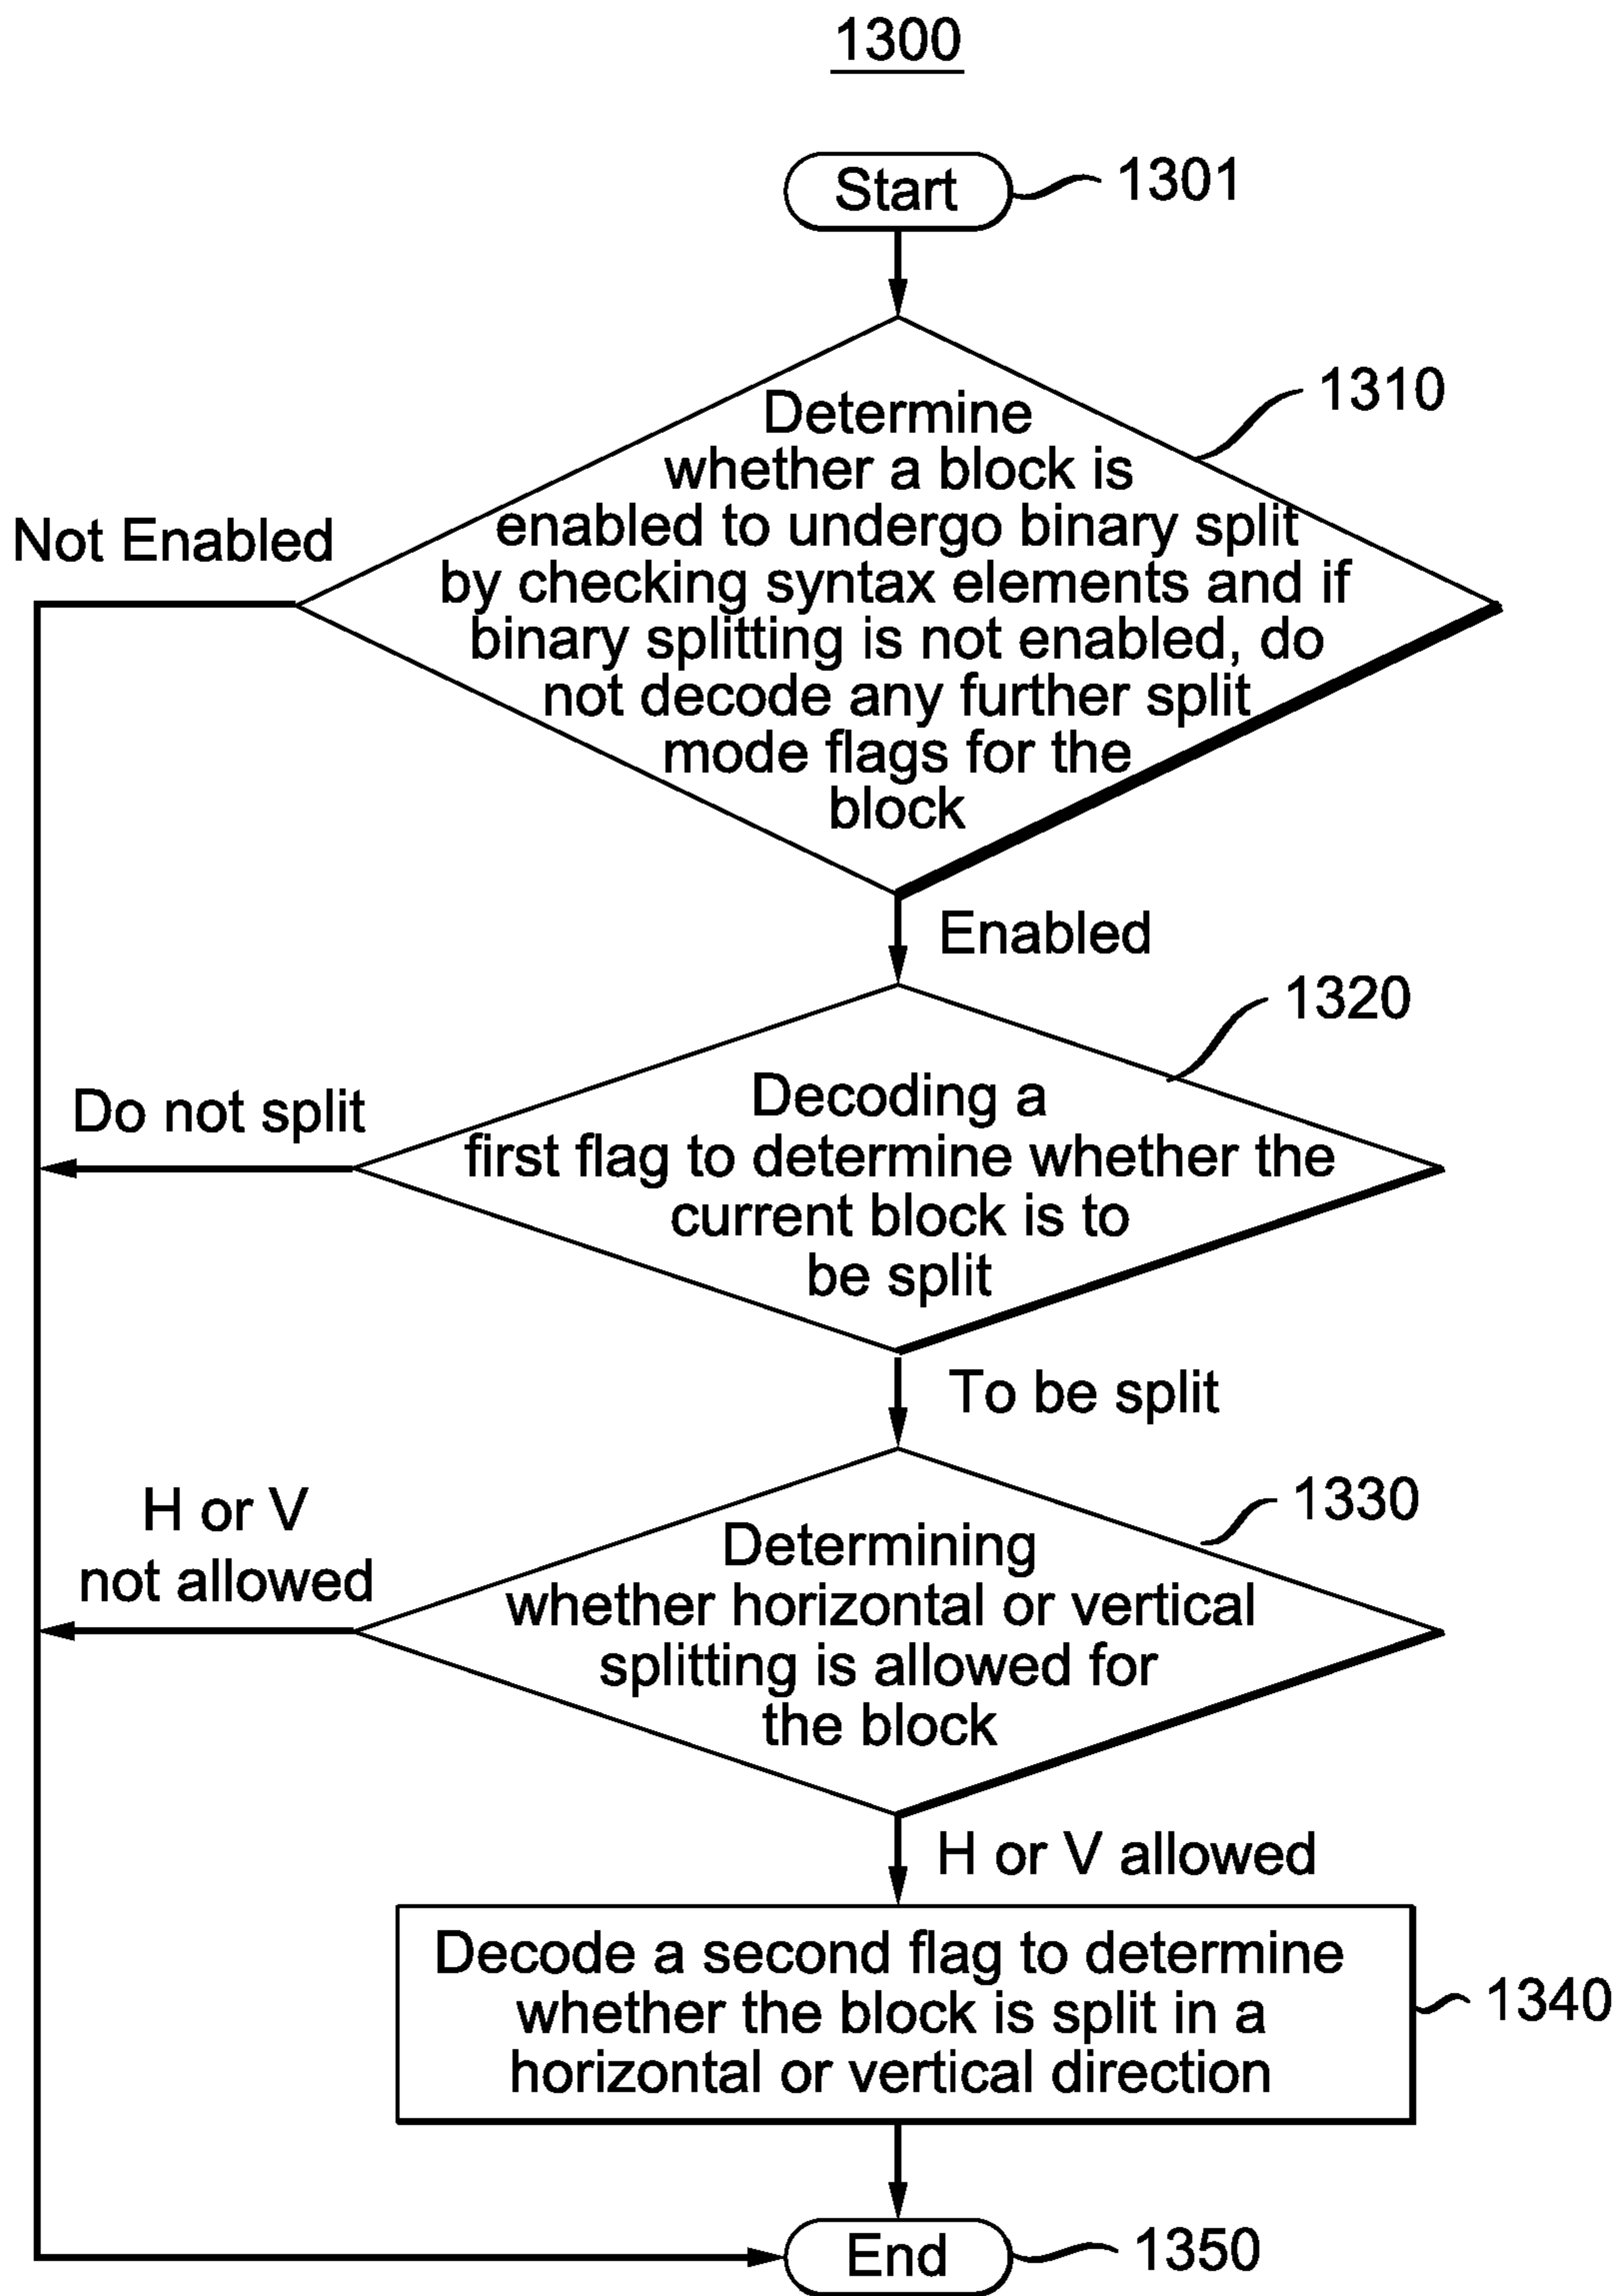 1300
Start
1301
Determine
whether a block is
enabled to undergo binary split
by checking syntax elements and if
binary splitting is not enabled, do
not decode any further split
mode flags for the
block
1310
Not Enabled
Enabled
1320
Decoding a
first flag to determine whether the
current block is to
be split
Do not split
To be split
1330
Determining
whether horizontal or vertical
splitting is allowed for
the block
H or V
not allowed
H or V allowed
Decode a second flag to determine
whether the block is split in a
horizontal or vertical direction
1340
End
1350